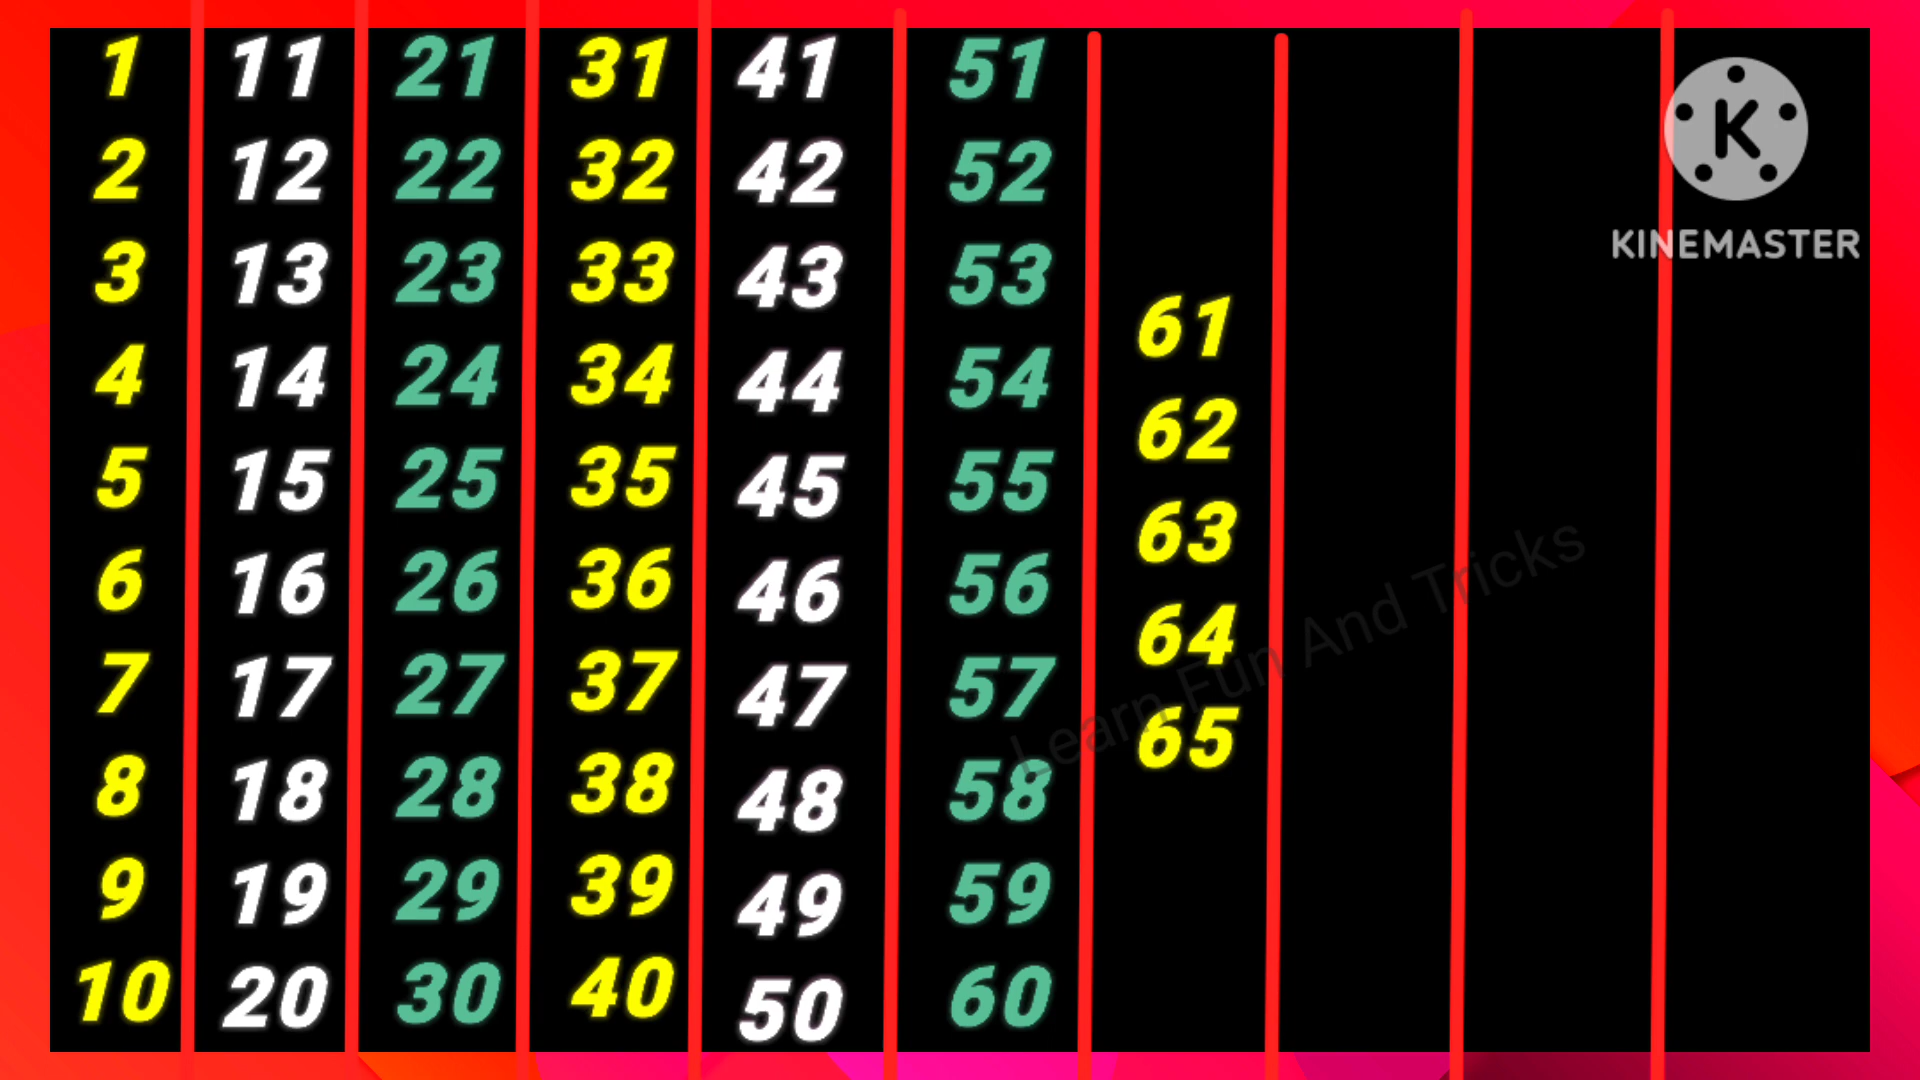 1 11 21 31 41 51
2 12 22 32 42 52
3 13 23 33 43 53
4 14 24 34 44 54
5 15 25 35 45 55
6 16 26 36 46 56
7 17 27 37 47 57
8 18 28 38 48 58
9 19 29 39 49 59
10 20 30 40 50 60
61
62
63
64
65
K
KINEMASTER
Learn Fun And Tricks